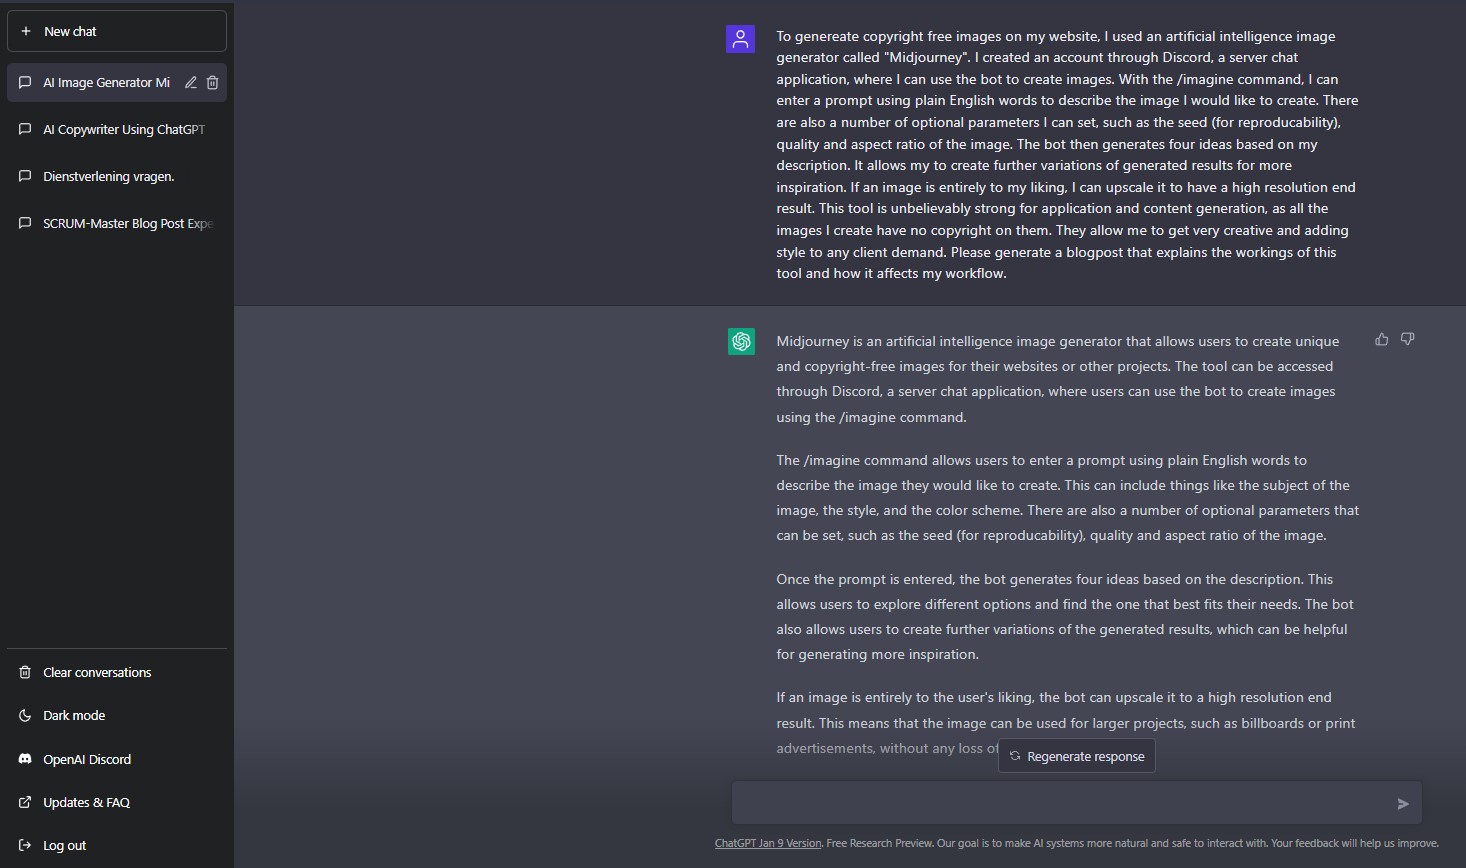 New chat
AI Image Generator Mi
AI Copywriter Using ChatGPT
Dienstverlening vragen.
SCRUM-Master Blog Post Expe
Clear conversations
Dark mode
OpenAI Discord
Updates & FAQ
Log out
To genereate copyright free images on my website, I used an artificial intelligence image
generator called "Midjourney". I created an account through Discord, a server chat
application, where I can use the bot to create images. With the /imagine command, I can
enter a prompt using plain English words to describe the image I would like to create. There
are also a number of optional parameters I can set, such as the seed (for reproducability),
quality and aspect ratio of the image. The bot then generates four ideas based on my
description. It allows my to create further variations of generated results for more
inspiration. If an image is entirely to my liking, I can upscale it to have a high resolution end
result. This tool is unbelievably strong for application and content generation, as all the
images I create have no copyright on them. They allow me to get very creative and adding
style to any client demand. Please generate a blogpost that explains the workings of this
tool and how it affects my workflow.
Midjourney is an artificial intelligence image generator that allows users to create unique
and copyright-free images for their websites or other projects. The tool can be accessed
through Discord, a server chat application, where users can use the bot to create images
using the /imagine command.
The /imagine command allows users to enter a prompt using plain English words to
describe the image they would like to create. This can include things like the subject of the
image, the style, and the color scheme. There are also a number of optional parameters that
can be set, such as the seed (for reproducability), quality and aspect ratio of the image.
Once the prompt is entered, the bot generates four ideas based on the description. This
allows users to explore different options and find the one that best fits their needs. The bot
also allows users to create further variations of the generated results, which can be helpful
for generating more inspiration.
If an image is entirely to the user's liking, the bot can upscale it to a high resolution end
result. This means that the image can be used for larger projects, such as billboards or print
advertisements, without any loss of
Regenerate response
ChatGPT Jan 9 Version. Free Research Preview. Our goal is to make AI systems more natural and safe to interact with. Your feedback will help us improve.